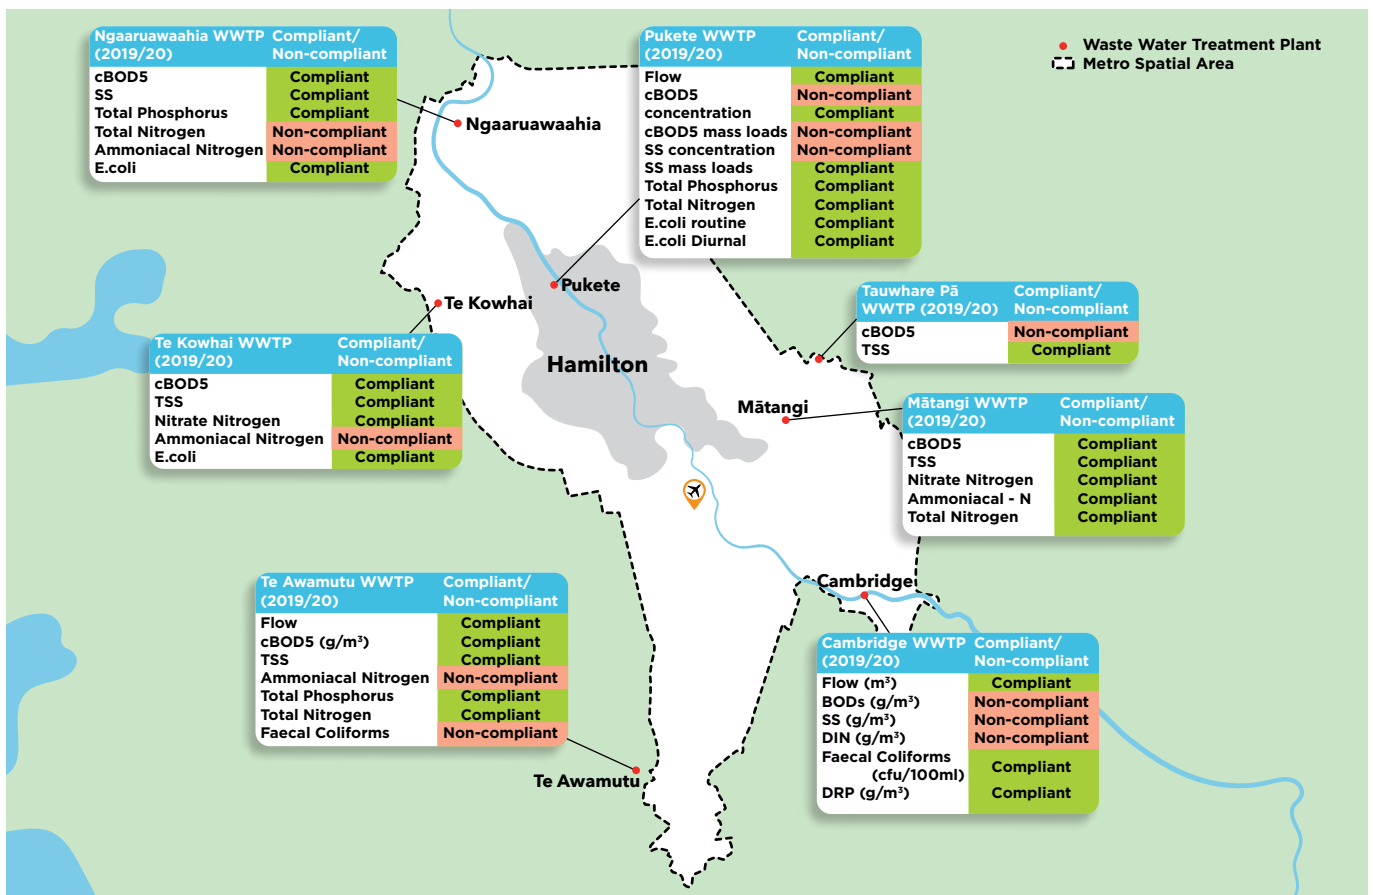 Ngaaruawaahia WWTP Compliant/
(2019/20) Non-compliant
cBOD5 Compliant
SS Compliant
Total Phosphorus Compliant
Total Nitrogen Non-compliant
Ammoniacal Nitrogen Non-compliant
E.coli Compliant
Pukete WWTP Compliant/
(2019/20) Non-compliant
Flow Compliant
cBOD5 Non-compliant
concentration Compliant
cBOD5 mass loads Non-compliant
SS concentration Non-compliant
SS mass loads Compliant
Total Phosphorus Compliant
Total Nitrogen Compliant
E.coli routine Compliant
E.coli Diurnal Compliant
Waste Water Treatment Plant
Metro Spatial Area
Ngaaruawaahia
Pukete
Te Kowhai
Hamilton
Mātangi
Tauwhare Pā Compliant/
WWTP (2019/20) Non-compliant
cBOD5 Non-compliant
TSS Compliant
Te Kowhai WWTP Compliant/
(2019/20) Non-compliant
cBOD5 Compliant
TSS Compliant
Nitrate Nitrogen Compliant
Ammoniacal Nitrogen Non-compliant
E.coli Compliant
Mātangi WWTP Compliant/
(2019/20) Non-compliant
cBOD5 Compliant
TSS Compliant
Nitrate Nitrogen Compliant
Ammoniacal - N Compliant
Total Nitrogen Compliant
Cambridge
Te Awamutu WWTP Compliant/
(2019/20) Non-compliant
Flow Compliant
cBOD5 (g/m³) Compliant
TSS Compliant
Ammoniacal Nitrogen Non-compliant
Total Phosphorus Compliant
Total Nitrogen Compliant
Faecal Coliforms Non-compliant
Te Awamutu
Cambridge WWTP Compliant/
(2019/20) Non-compliant
Flow (m³) Compliant
BODs (g/m³) Non-compliant
SS (g/m³) Non-compliant
DIN (g/m³) Non-compliant
Faecal Coliforms
(cfu/100ml) Compliant
DRP (g/m³) Compliant